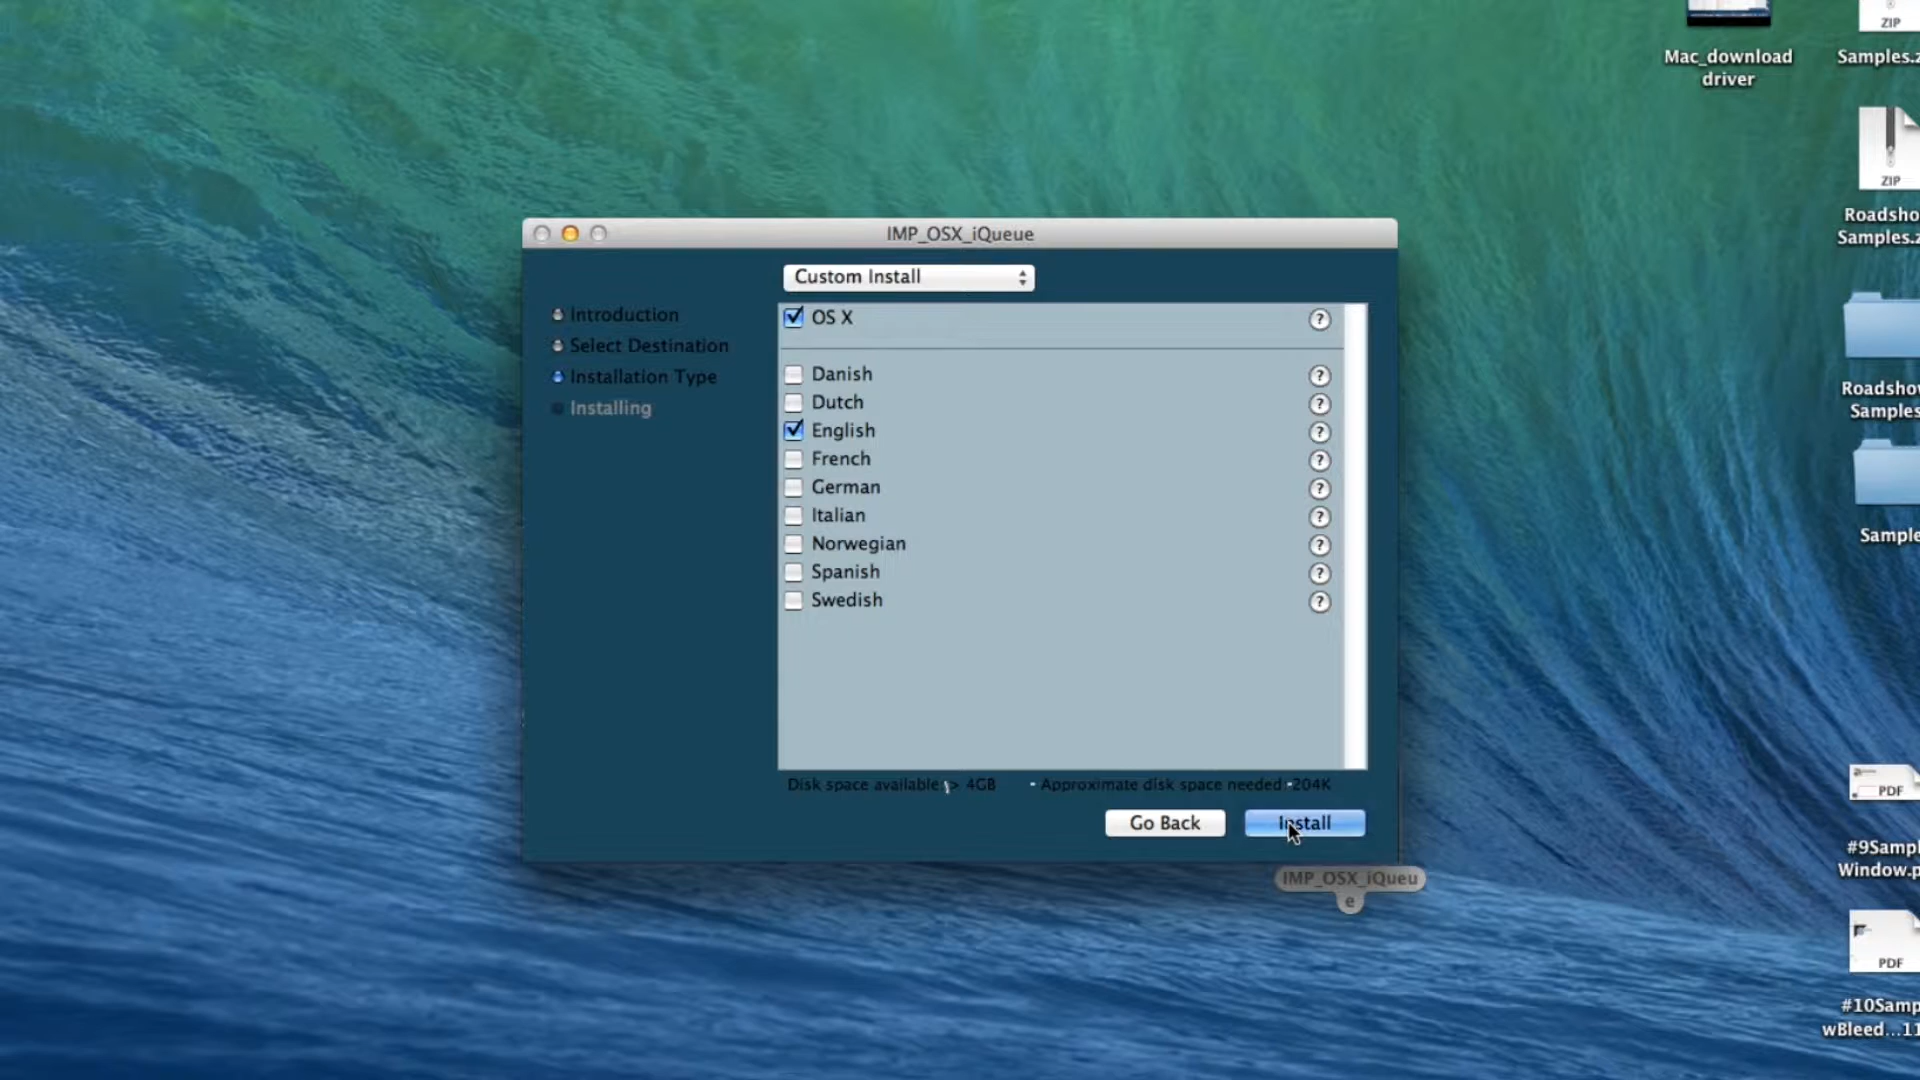 Mac_download
driver
ZIP
Samples.z
ZIP
Roadsho
Samples.z
Roadshow
Samples
Sample
PDF
#9Sampl
Window.p
PDF
#10Samp
wBleed...11
IMP_OSX_iQueue
Custom Install
Introduction
Select Destination
Installation Type
Installing
OS X ?
Danish ?
Dutch ?
English ?
French ?
German ?
Italian ?
Norwegian ?
Spanish ?
Swedish ?
Disk space available > 4GB
Approximate disk space needed 204K
Go Back
Install
IMP_OSX_iQueu
e